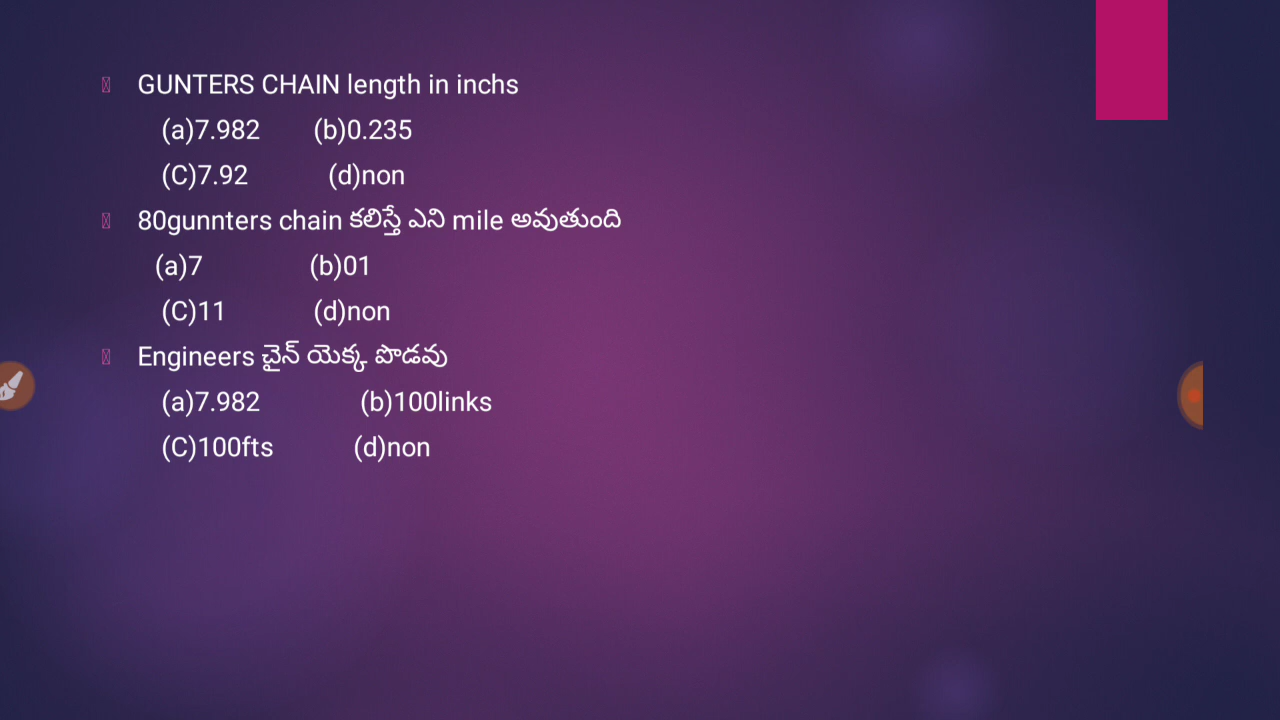 GUNTERS CHAIN length in inchs
(a)7.982 (b)0.235
(C)7.92 (d)non
80gunnters chain కలిస్తే ఎని mile అవుతుంది
(a)7 (b)01
(C)11 (d)non
Engineers చైన్ యెక్క పొడవు
(a)7.982 (b)100links
(C)100fts (d)non